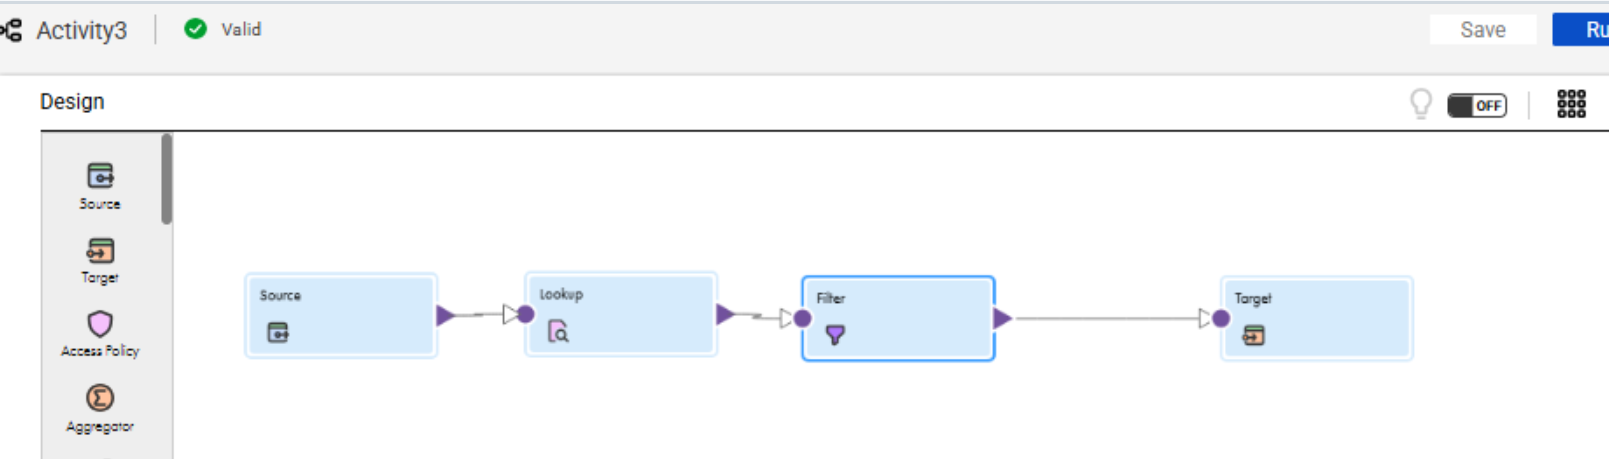 Activity3
Valid
Save
Ru
Design
OFF
Source
Target
Access Policy
Aggregator
Source
Lookup
Filter
Target